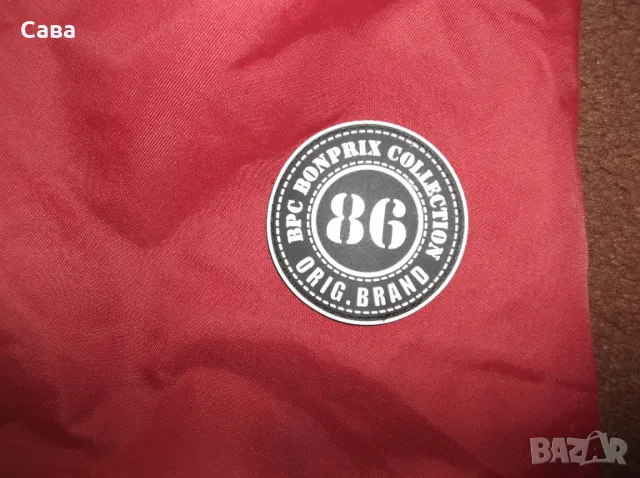 Сава
BPC BONPRIX COLLECTION
86
ORIG.BRAND
BAZAR